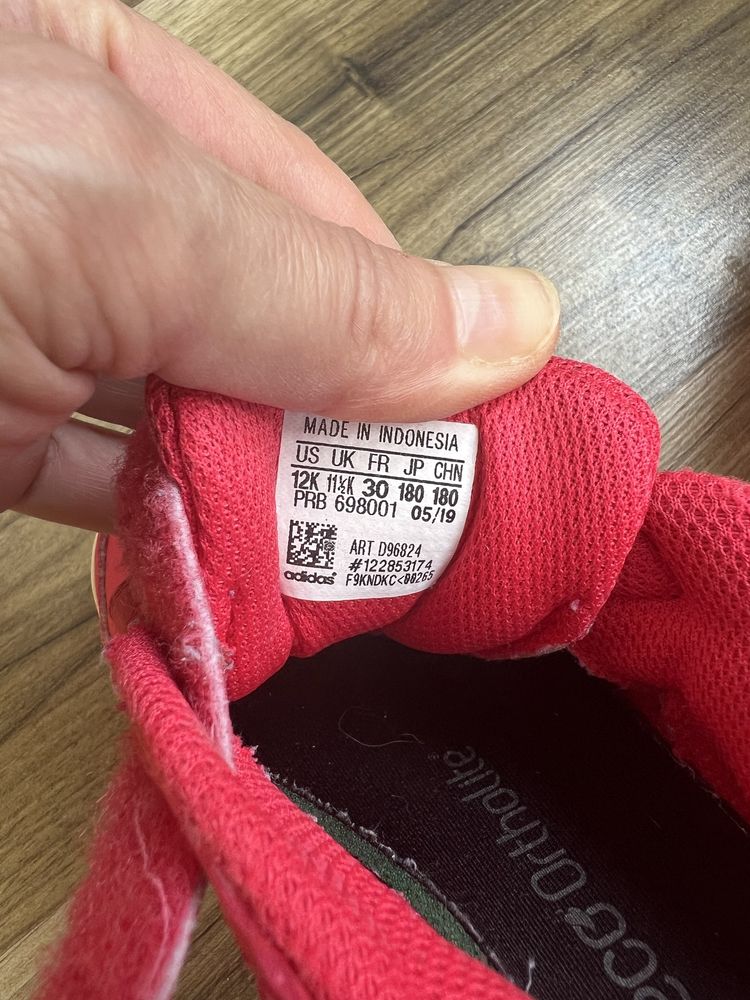 MADE IN INDONESIA
US UK FR JP CHN
12K 11½K 30 180 180
PRB 698001 05/19
ART D96824
#122853174
adidas® F9KNDKC<00265
eco Ortholite